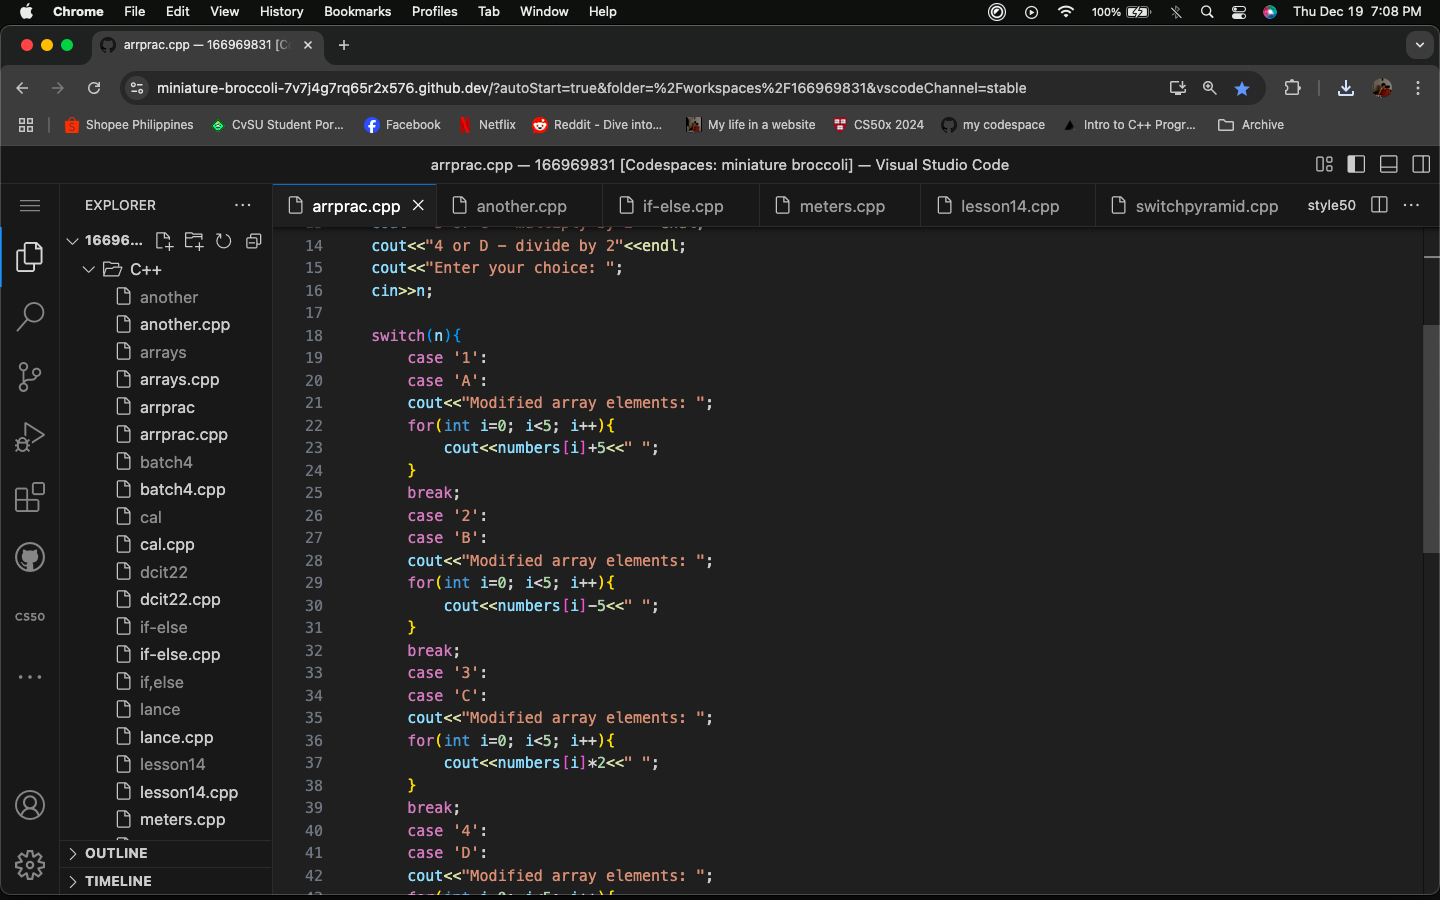 Chrome File Edit View History Bookmarks Profiles Tab Window Help 100% Thu Dec 19 7:08 PM
arrprac.cpp — 166969831 [Co
miniature-broccoli-7v7j4g7rq65r2x576.github.dev/?autoStart=true&folder=%2Fworkspaces%2F166969831&vscodeChannel=stable
Shopee Philippines CvSU Student Por... Facebook Netflix Reddit - Dive into... My life in a website CS50x 2024 my codespace Intro to C++ Progr... Archive
arrprac.cpp — 166969831 [Codespaces: miniature broccoli] — Visual Studio Code
EXPLORER
arrprac.cpp another.cpp if-else.cpp meters.cpp lesson14.cpp switchpyramid.cpp style50
16696...
C++
another
another.cpp
arrays
arrays.cpp
arrprac
arrprac.cpp
batch4
batch4.cpp
cal
cal.cpp
dcit22
dcit22.cpp
if-else
if-else.cpp
if,else
lance
lance.cpp
lesson14
lesson14.cpp
meters.cpp
OUTLINE
TIMELINE
CS50
14 cout<<"4 or D - divide by 2"<<endl;
15 cout<<"Enter your choice: ";
16 cin>>n;
17
18 switch(n){
19 case '1':
20 case 'A':
21 cout<<"Modified array elements: ";
22 for(int i=0; i<5; i++){
23 cout<<numbers[i]+5<<" ";
24 }
25 break;
26 case '2':
27 case 'B':
28 cout<<"Modified array elements: ";
29 for(int i=0; i<5; i++){
30 cout<<numbers[i]-5<<" ";
31 }
32 break;
33 case '3':
34 case 'C':
35 cout<<"Modified array elements: ";
36 for(int i=0; i<5; i++){
37 cout<<numbers[i]*2<<" ";
38 }
39 break;
40 case '4':
41 case 'D':
42 cout<<"Modified array elements: ";